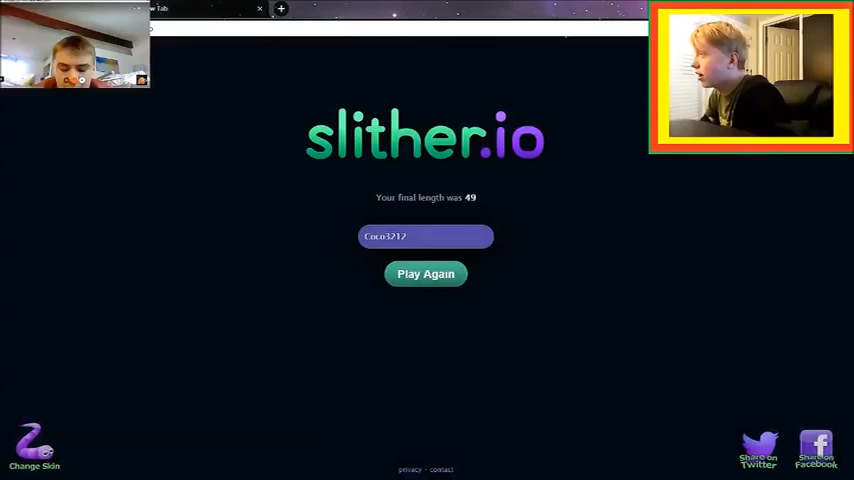 w Tab
slither.io
Your final length was 49
Coco3212
Play Again
Change Skin
Share on
Twitter
Share on
Facebook
privacy - contact